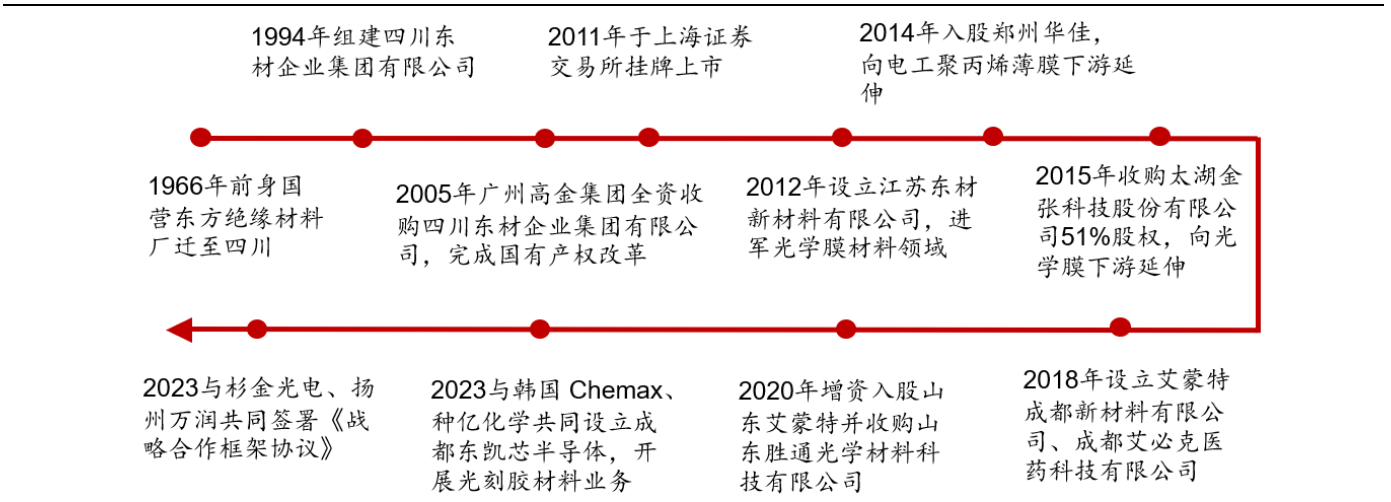 1994年组建四川东
材企业集团有限公司
2011年于上海证券
交易所挂牌上市
2014年入股郑州华佳，
向电工聚丙烯薄膜下游延
伸
1966年前身国
营东方绝缘材料
厂迁至四川
2005年广州高金集团全资收
购四川东材企业集团有限公
司，完成国有产权改革
2012年设立江苏东材
新材料有限公司，进
军光学膜材料领域
2015年收购太湖金
张科技股份有限公
司51%股权，向光
学膜下游延伸
2023与杉金光电、扬
州万润共同签署《战
略合作框架协议》
2023与韩国 Chemax、
种亿化学共同设立成
都东凯芯半导体，开
展光刻胶材料业务
2020年增资入股山
东艾蒙特并收购山
东胜通光学材料科
技有限公司
2018年设立艾蒙特
成都新材料有限公
司、成都艾必克医
药科技有限公司